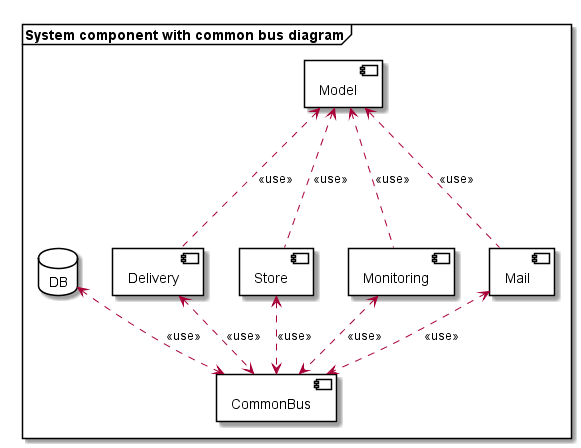 System component with common bus diagram
Model
«use» «use» «use» «use»
DB Delivery Store Monitoring Mail
«use» «use» «use» «use» «use»
CommonBus